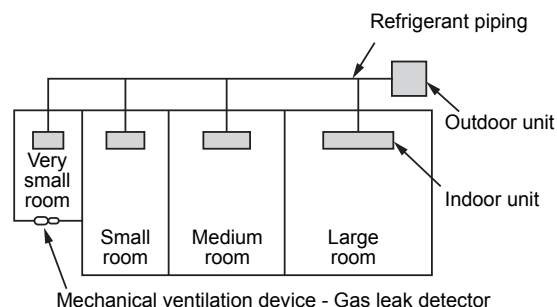 Refrigerant piping
Outdoor unit
Indoor unit
Very
small
room
Small
room
Medium
room
Large
room
Mechanical ventilation device - Gas leak detector